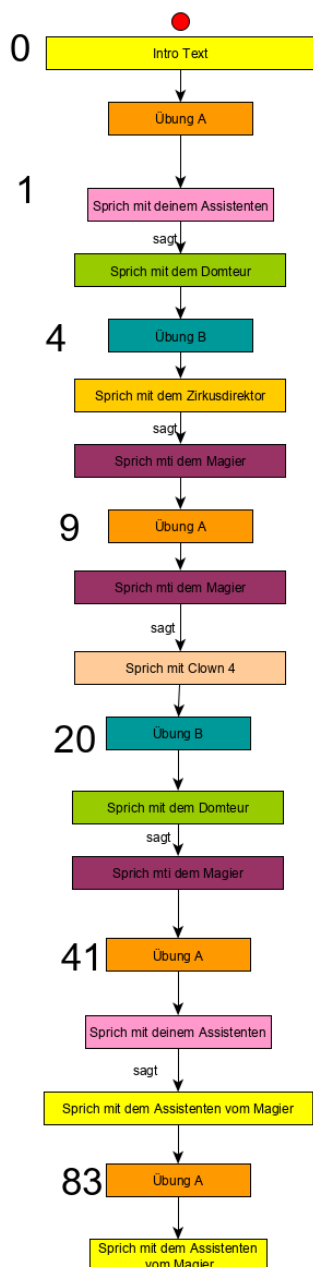 0
Intro Text
Übung A
1
Sprich mit deinem Assistenten
sagt
Sprich mit dem Domteur
4
Übung B
Sprich mit dem Zirkusdirektor
sagt
Sprich mti dem Magier
9
Übung A
Sprich mti dem Magier
sagt
Sprich mit Clown 4
20
Übung B
Sprich mit dem Domteur
sagt
Sprich mti dem Magier
41
Übung A
Sprich mit deinem Assistenten
sagt
Sprich mit dem Assistenten vom Magier
83
Übung A
Sprich mit dem Assistenten
vom Magier